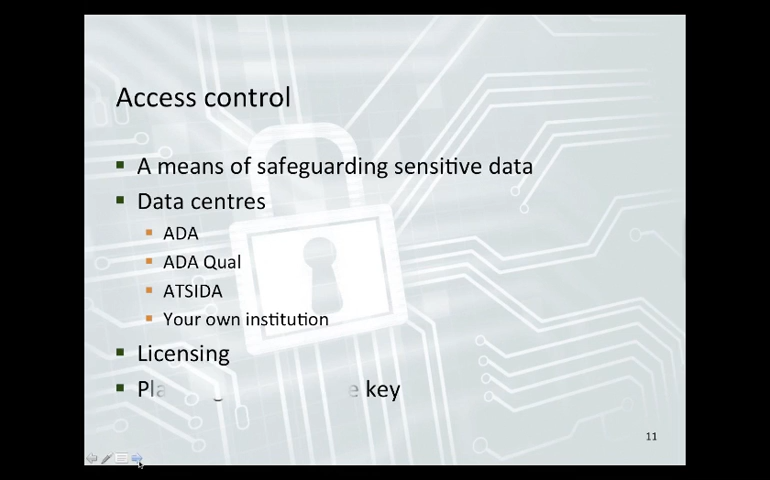 Access control
A means of safeguarding sensitive data
Data centres
ADA
ADA Qual
ATSIDA
Your own institution
Licensing
key
11